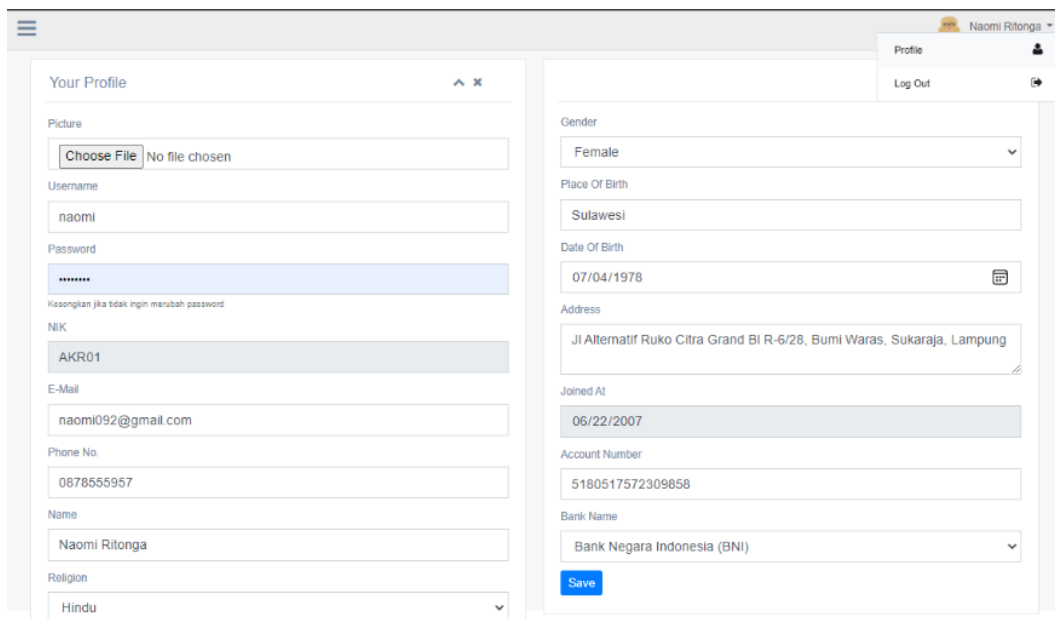 Naomi Ritonga
Profile
Log Out
Your Profile
Picture
Choose File No file chosen
Username
naomi
Password
••••••••
Kosongkan jika tidak ingin merubah password
NIK
AKR01
E-Mail
naomi092@gmail.com
Phone No.
0878555957
Name
Naomi Ritonga
Religion
Hindu
Gender
Female
Place Of Birth
Sulawesi
Date Of Birth
07/04/1978
Address
Jl Alternatif Ruko Citra Grand Bl R-6/28, Bumi Waras, Sukaraja, Lampung
Joined At
06/22/2007
Account Number
5180517572309858
Bank Name
Bank Negara Indonesia (BNI)
Save